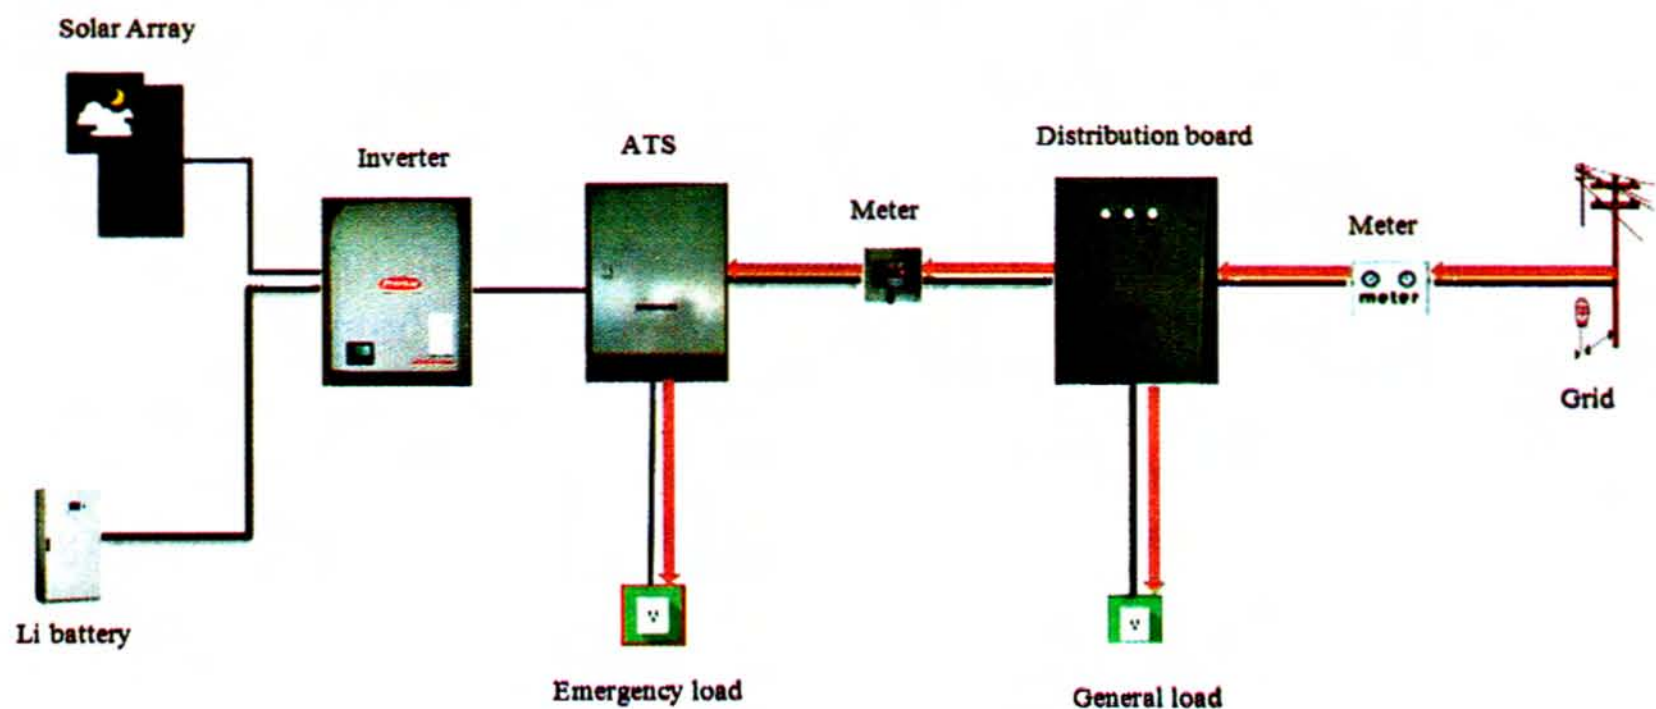 Solar Array
Inverter
ATS
Distribution board
Meter
Meter
meter
Grid
Li battery
Emergency load
General load